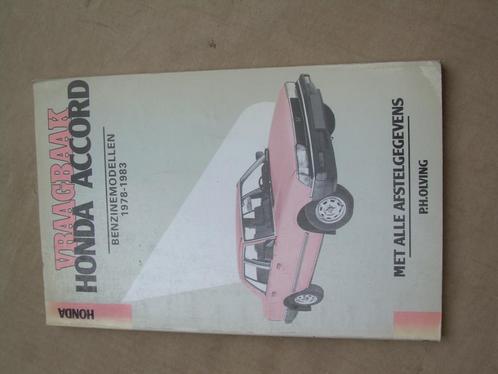 HONDA
VRAAGBAAK
HONDA ACCORD
BENZINEMODELLEN
1978-1983
MET ALLE AFSTELGEGEVENS
P.H.OLVING